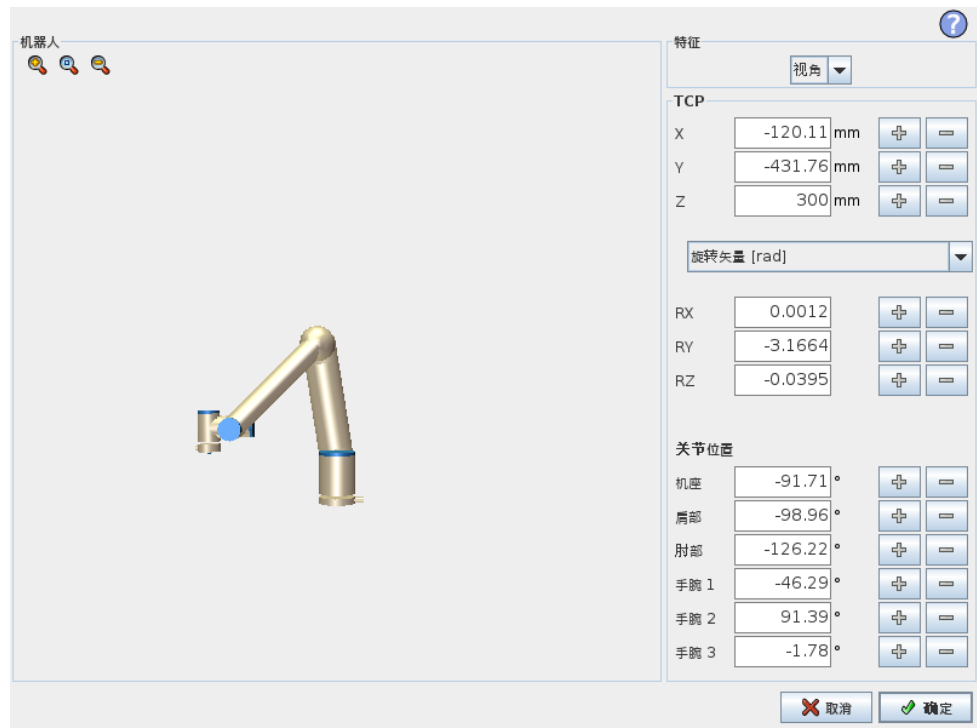 ?
机器人
特征
视角
TCP
X -120.11 mm
Y -431.76 mm
Z 300 mm
旋转矢量 [rad]
RX 0.0012
RY -3.1664
RZ -0.0395
关节位置
机座 -91.71 °
肩部 -98.96 °
肘部 -126.22 °
手腕 1 -46.29 °
手腕 2 91.39 °
手腕 3 -1.78 °
取消 确定